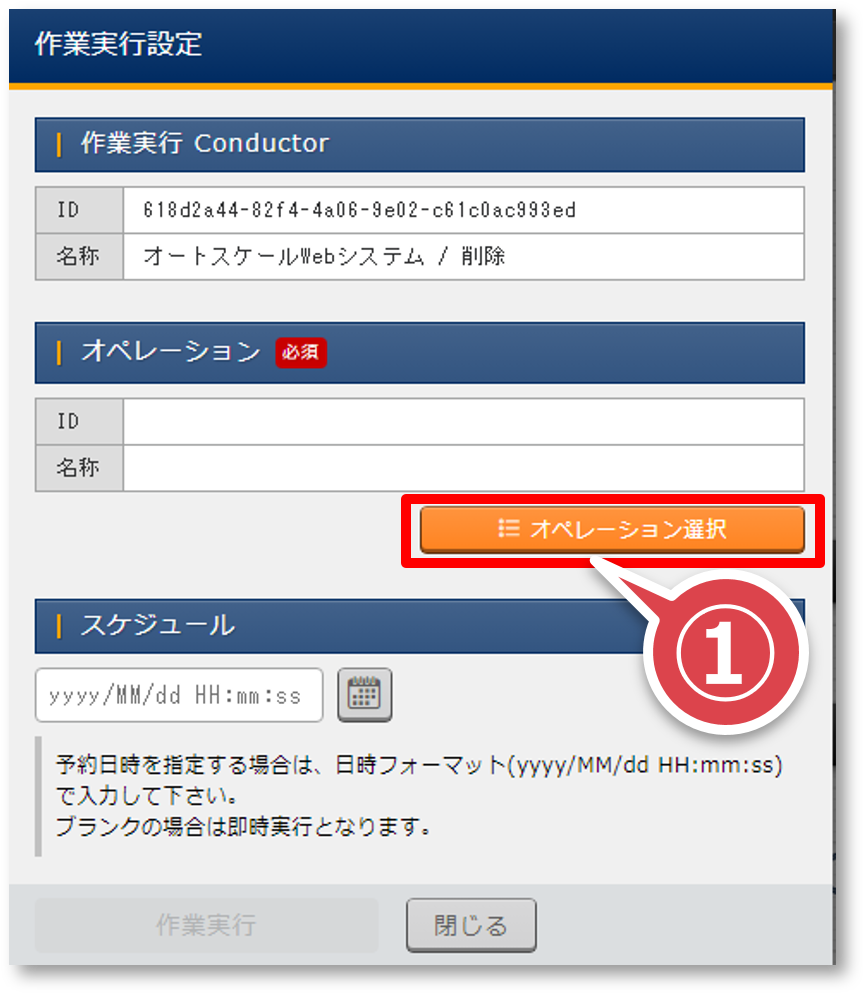 作業実行設定
作業実行 Conductor
ID 618d2a44-82f4-4a06-9e02-c61c0ac993ed
名称 オートスケールWebシステム / 削除
オペレーション 必須
ID
名称
オペレーション選択
①
スケジュール
yyyy/MM/dd HH:mm:ss
予約日時を指定する場合は、日時フォーマット(yyyy/MM/dd HH:mm:ss)
で入力して下さい。
ブランクの場合は即時実行となります。
作業実行 閉じる